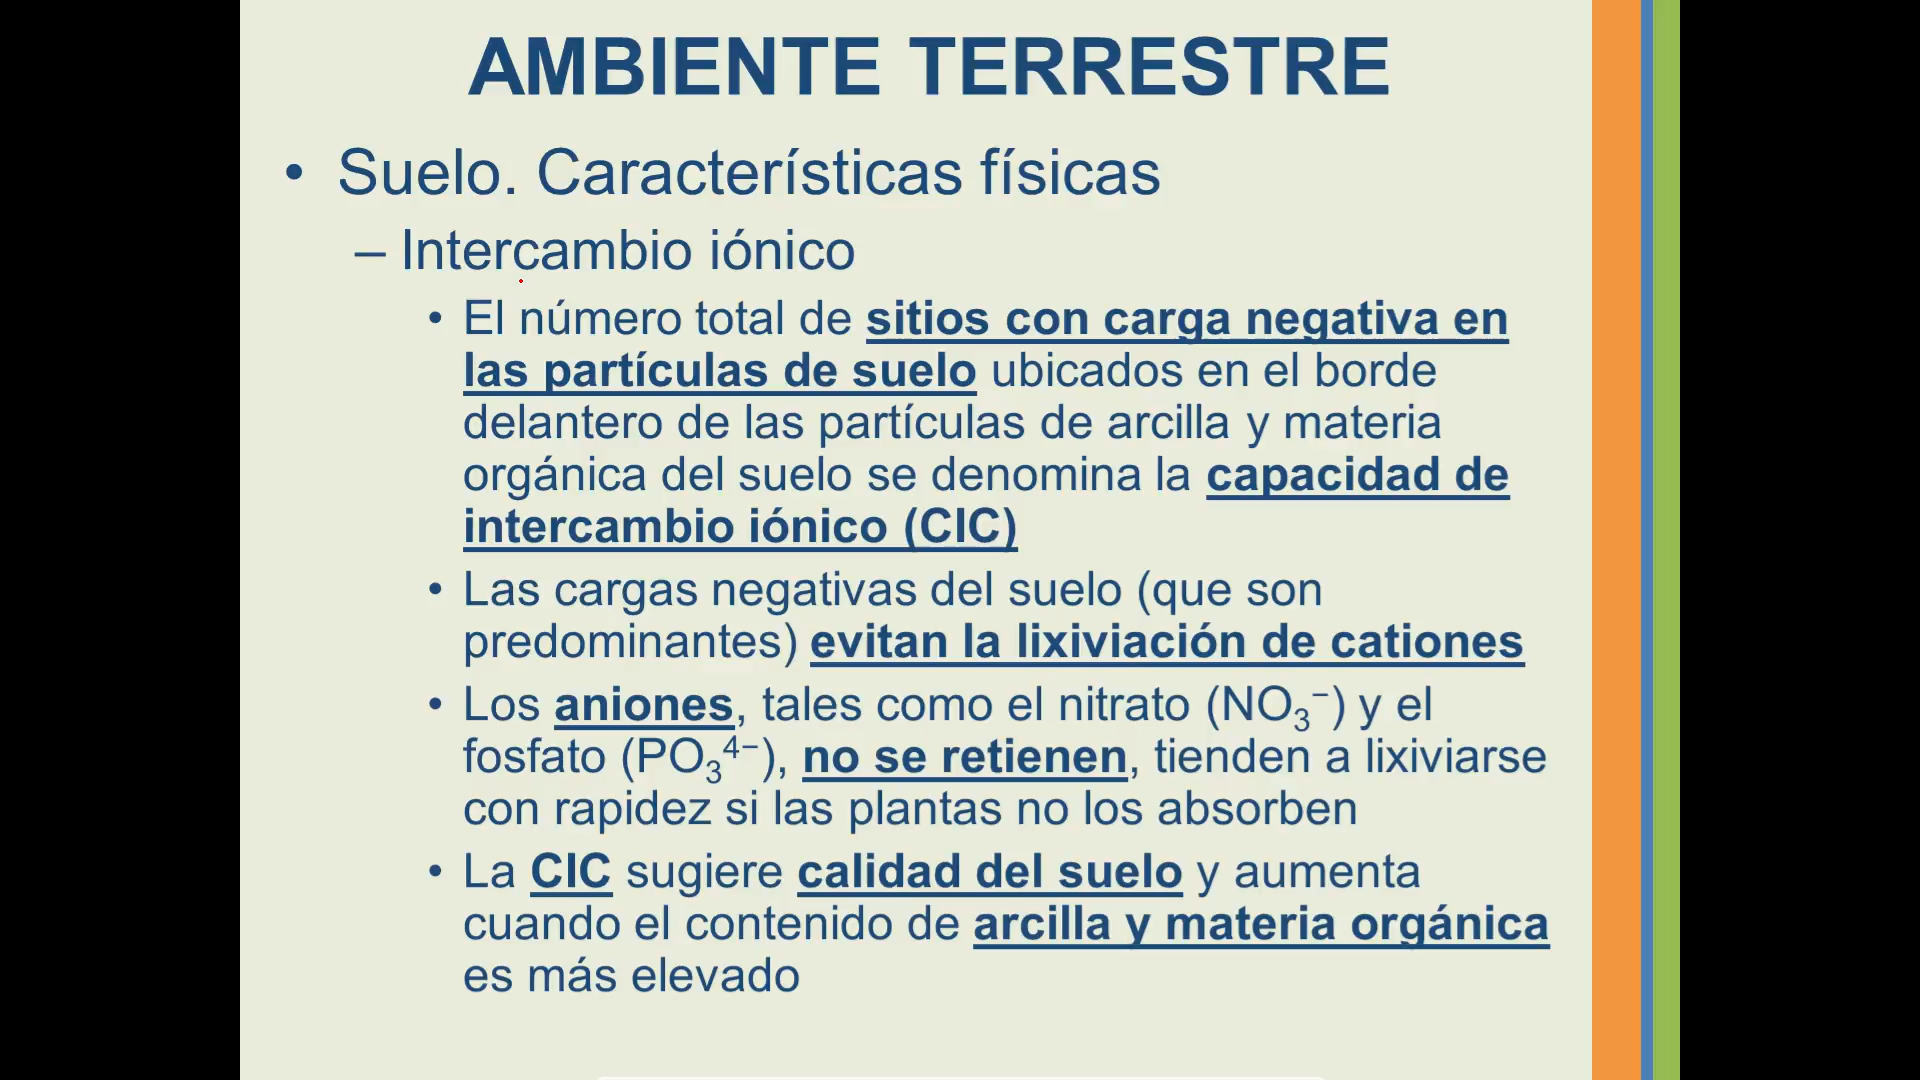 AMBIENTE TERRESTRE
• Suelo. Características físicas
– Intercambio iónico
• El número total de sitios con carga negativa en
las partículas de suelo ubicados en el borde
delantero de las partículas de arcilla y materia
orgánica del suelo se denomina la capacidad de
intercambio iónico (CIC)
• Las cargas negativas del suelo (que son
predominantes) evitan la lixiviación de cationes
• Los aniones, tales como el nitrato (NO₃⁻) y el
fosfato (PO₃⁴⁻), no se retienen, tienden a lixiviarse
con rapidez si las plantas no los absorben
• La CIC sugiere calidad del suelo y aumenta
cuando el contenido de arcilla y materia orgánica
es más elevado